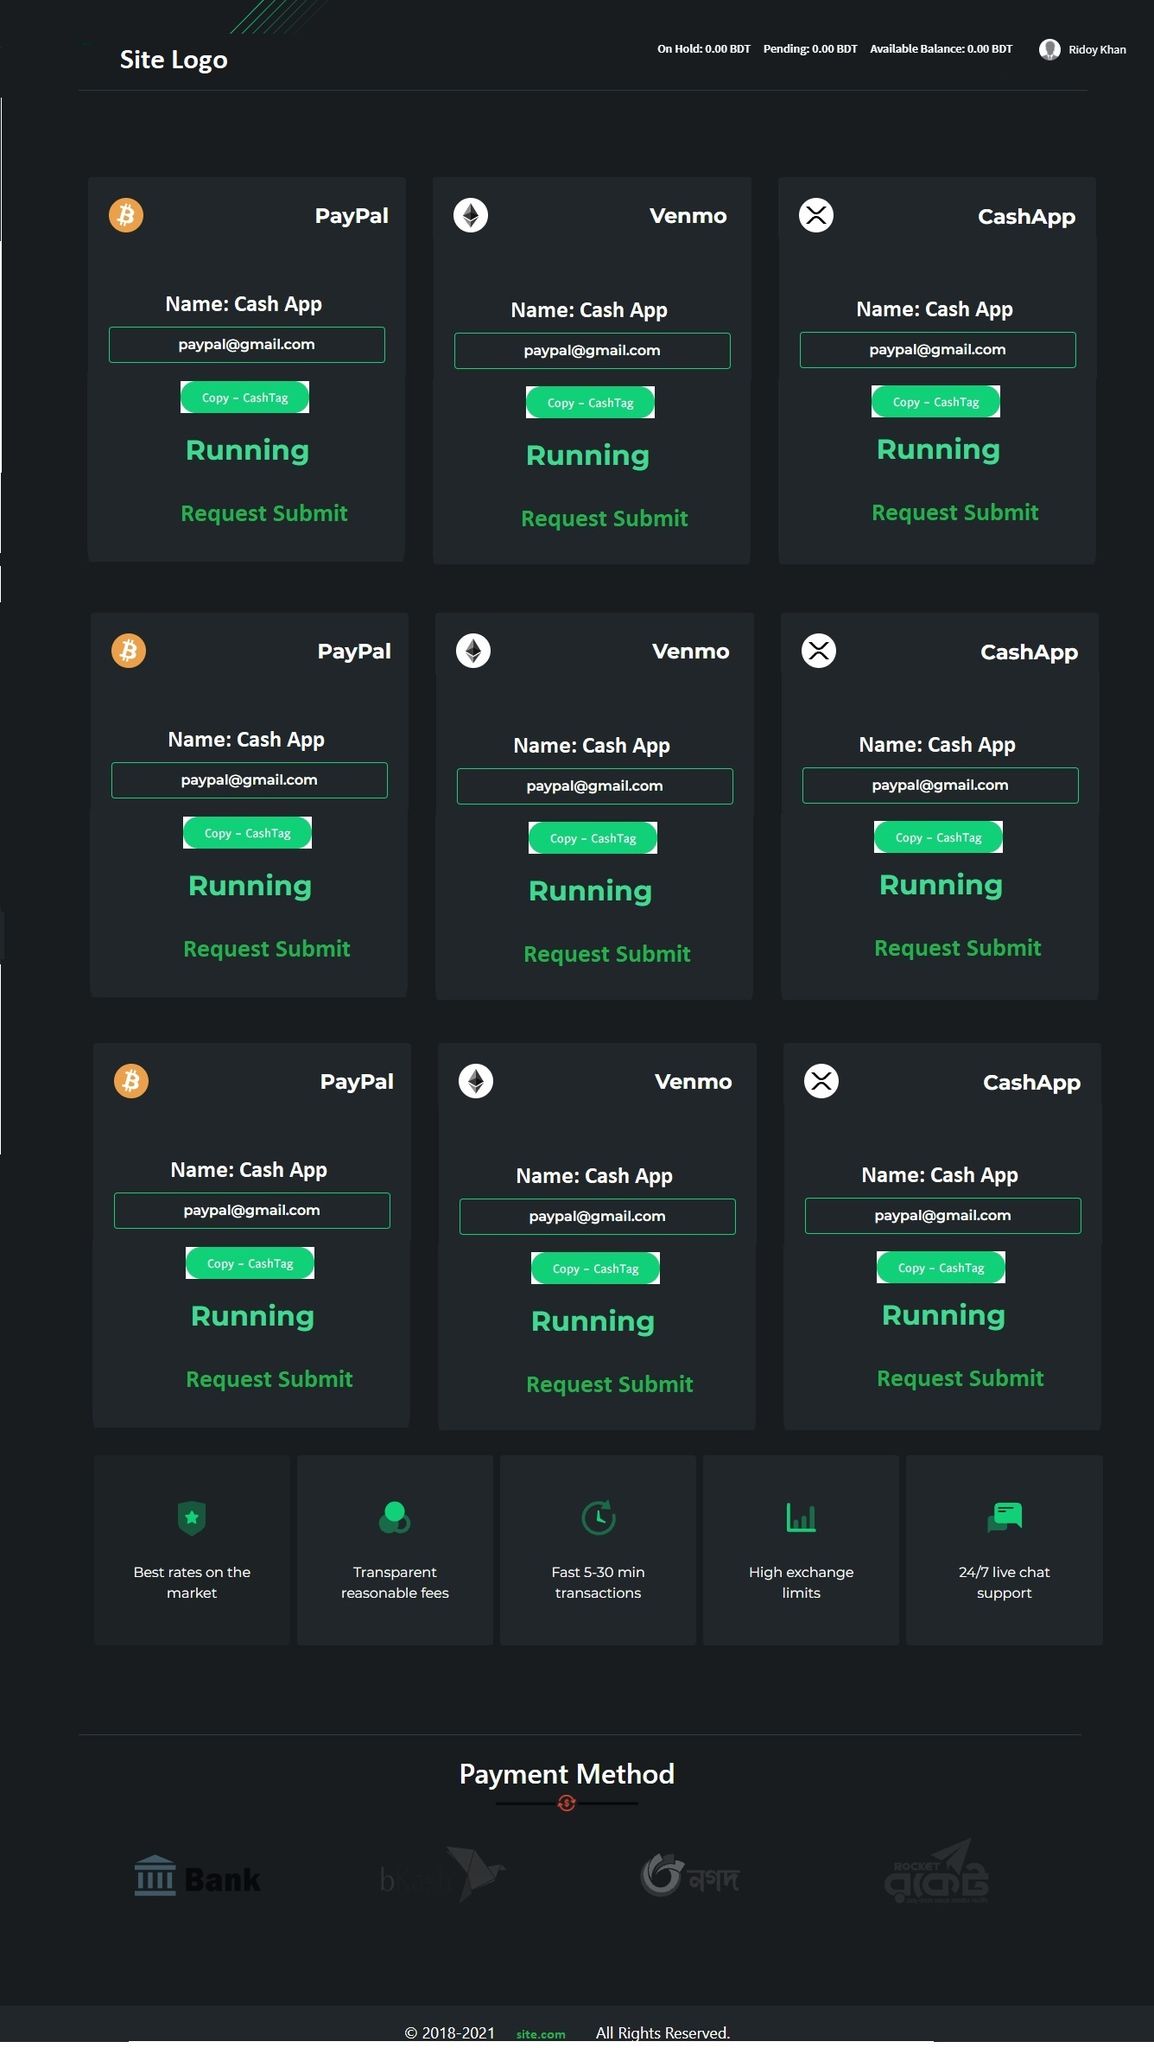 Site Logo
On Hold: 0.00 BDT Pending: 0.00 BDT Available Balance: 0.00 BDT Ridoy Khan
PayPal
Name: Cash App
paypal@gmail.com
Copy - CashTag
Running
Request Submit
Venmo
Name: Cash App
paypal@gmail.com
Copy - CashTag
Running
Request Submit
CashApp
Name: Cash App
paypal@gmail.com
Copy - CashTag
Running
Request Submit
PayPal
Name: Cash App
paypal@gmail.com
Copy - CashTag
Running
Request Submit
Venmo
Name: Cash App
paypal@gmail.com
Copy - CashTag
Running
Request Submit
CashApp
Name: Cash App
paypal@gmail.com
Copy - CashTag
Running
Request Submit
PayPal
Name: Cash App
paypal@gmail.com
Copy - CashTag
Running
Request Submit
Venmo
Name: Cash App
paypal@gmail.com
Copy - CashTag
Running
Request Submit
CashApp
Name: Cash App
paypal@gmail.com
Copy - CashTag
Running
Request Submit
Best rates on the
market
Transparent
reasonable fees
Fast 5-30 min
transactions
High exchange
limits
24/7 live chat
support
Payment Method
Bank
bKash
নগদ
ROCKET
রকেট
© 2018-2021 site.com All Rights Reserved.